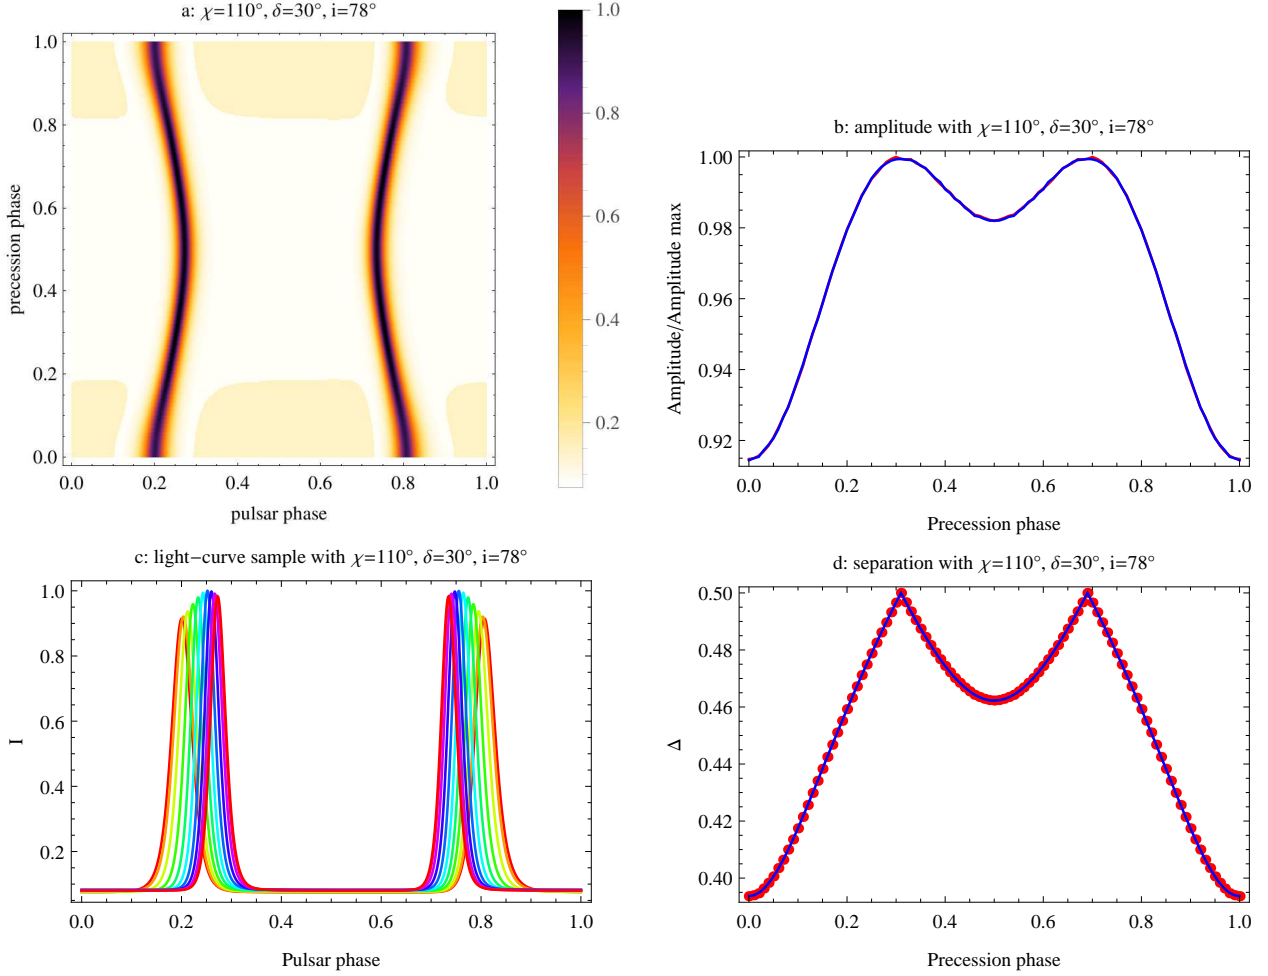 a: χ=110°, δ=30°, i=78°
1.0
0.8
0.6
0.4
0.2
0.0
precession phase
0.0 0.2 0.4 0.6 0.8 1.0
pulsar phase
1.0
0.8
0.6
0.4
0.2
b: amplitude with χ=110°, δ=30°, i=78°
1.00
0.98
0.96
0.94
0.92
Amplitude/Amplitude max
0.0 0.2 0.4 0.6 0.8 1.0
Precession phase
c: light−curve sample with χ=110°, δ=30°, i=78°
1.0
0.8
0.6
0.4
0.2
I
0.0 0.2 0.4 0.6 0.8 1.0
Pulsar phase
d: separation with χ=110°, δ=30°, i=78°
0.50
0.48
0.46
0.44
0.42
0.40
Δ
0.0 0.2 0.4 0.6 0.8 1.0
Precession phase